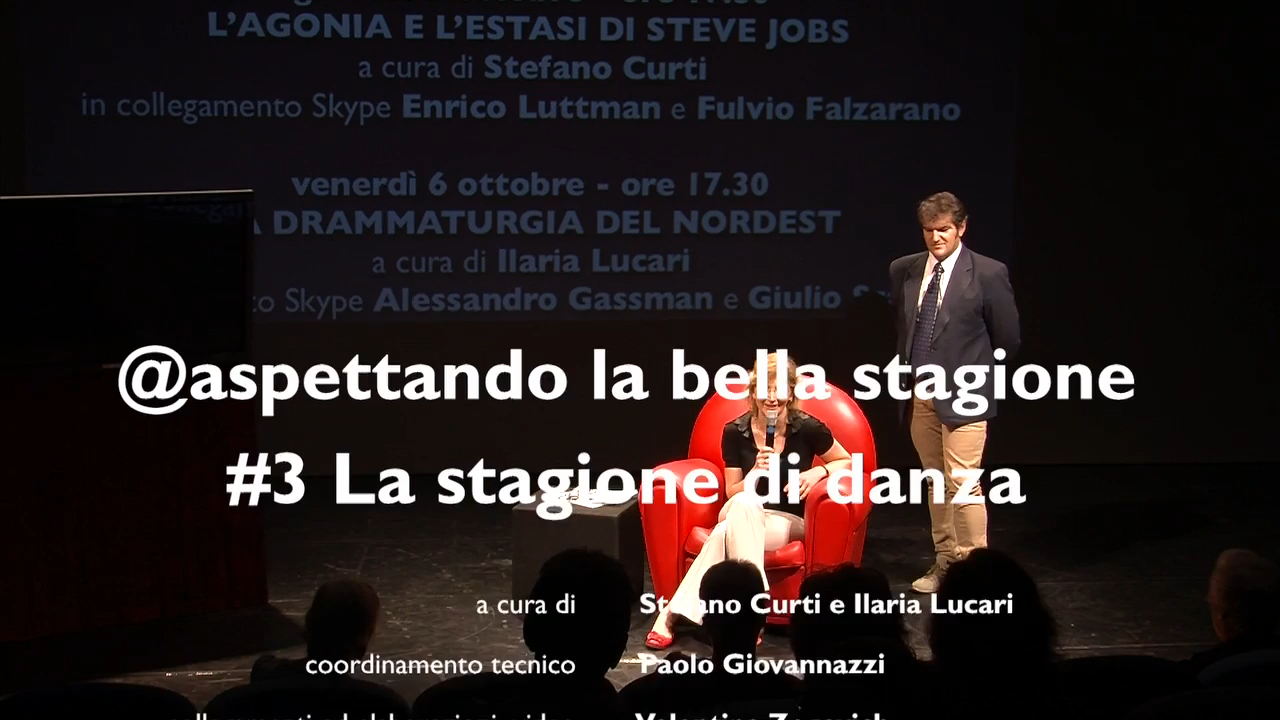 L'AGONIA E L'ESTASI DI STEVE JOBS
a cura di Stefano Curti
in collegamento Skype Enrico Luttman e Fulvio Falzarano
venerdì 6 ottobre - ore 17.30
DRAMMATURGIA DEL NORDEST
a cura di Ilaria Lucari
Skype Alessandro Gassman e Giulio
@aspettando la bella stagione
#3 La stagione di danza
a cura di Stefano Curti e Ilaria Lucari
coordinamento tecnico Paolo Giovannazzi